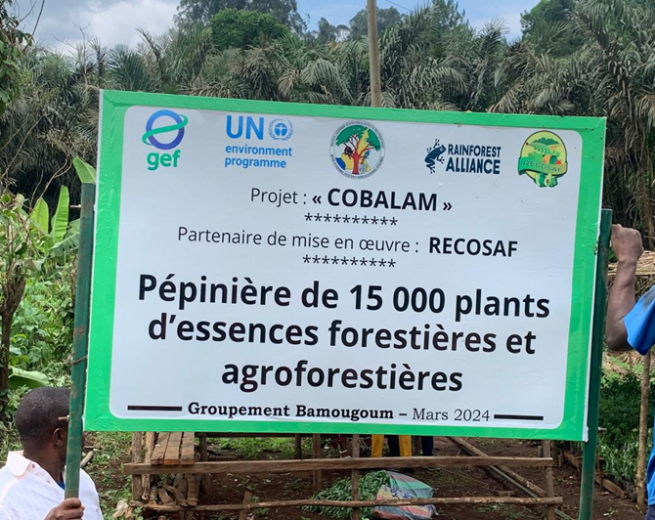 gef
UN
environment
programme
RAINFOREST
ALLIANCE
RECOSAF
Projet : « COBALAM »
**********
Partenaire de mise en œuvre : RECOSAF
**********
Pépinière de 15 000 plants
d’essences forestières et
agroforestières
Groupement Bamougoum – Mars 2024